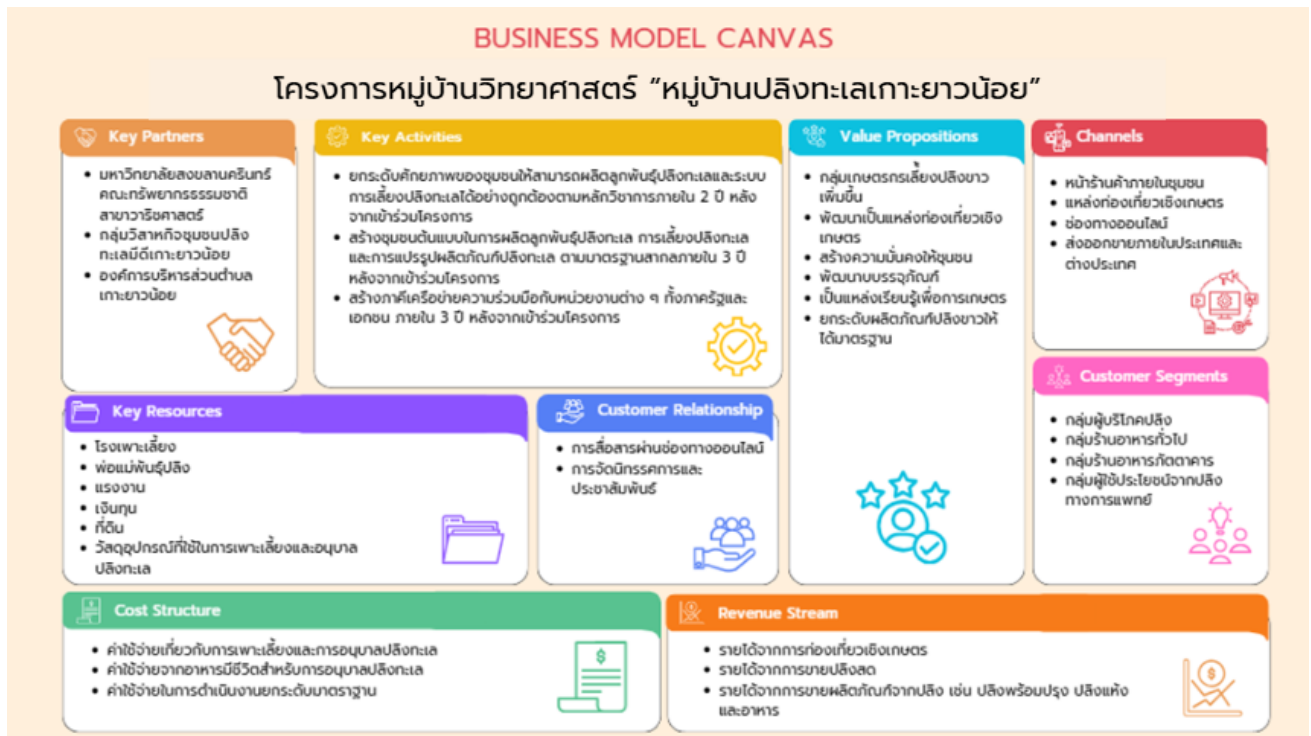 BUSINESS MODEL CANVAS
โครงการหมู่บ้านวิทยาศาสตร์ “หมู่บ้านปลิงทะเลเกาะยาวน้อย”
Key Partners
• มหาวิทยาลัยสงขลานครินทร์
คณะทรัพยากรธรรมชาติ
สาขาวาริชศาสตร์
• กลุ่มวิสาหกิจชุมชนปลิง
ทะเลมีดีเกาะยาวน้อย
• องค์การบริหารส่วนตำบล
เกาะยาวน้อย
Key Activities
• ยกระดับศักยภาพของชุมชนให้สามารถผลิตลูกพันธุ์ปลิงทะเลและระบบ
การเลี้ยงปลิงทะเลได้อย่างถูกต้องตามหลักวิชาการภายใน 2 ปี หลัง
จากเข้าร่วมโครงการ
• สร้างชุมชนต้นแบบในการผลิตลูกพันธุ์ปลิงทะเล การเลี้ยงปลิงทะเล
และการแปรรูปผลิตภัณฑ์ปลิงทะเล ตามมาตรฐานสากลภายใน 3 ปี
หลังจากเข้าร่วมโครงการ
• สร้างภาคีเครือข่ายความร่วมมือกับหน่วยงานต่าง ๆ ทั้งภาครัฐและ
เอกชน ภายใน 3 ปี หลังจากเข้าร่วมโครงการ
Value Propositions
• กลุ่มเกษตรกรเลี้ยงปลิงขาว
เพิ่มขึ้น
• พัฒนาเป็นแหล่งท่องเที่ยวเชิง
เกษตร
• สร้างความมั่นคงให้ชุมชน
• พัฒนาบรรจุภัณฑ์
• เป็นแหล่งเรียนรู้เพื่อการเกษตร
• ยกระดับผลิตภัณฑ์ปลิงขาวให้
ได้มาตรฐาน
Channels
• หน้าร้านค้าภายในชุมชน
• แหล่งท่องเที่ยวเชิงเกษตร
• ช่องทางออนไลน์
• ส่งออกขายภายในประเทศและ
ต่างประเทศ
Customer Segments
• กลุ่มผู้บริโภคปลิง
• กลุ่มร้านอาหารทั่วไป
• กลุ่มร้านอาหารภัตตาคาร
• กลุ่มผู้ใช้ประโยชน์จากปลิง
ทางการแพทย์
Key Resources
• โรงเพาะเลี้ยง
• พ่อแม่พันธุ์ปลิง
• แรงงาน
• เงินทุน
• ที่ดิน
• วัสดุอุปกรณ์ที่ใช้ในการเพาะเลี้ยงและอนุบาล
ปลิงทะเล
Customer Relationship
• การสื่อสารผ่านช่องทางออนไลน์
• การจัดนิทรรศการและ
ประชาสัมพันธ์
Cost Structure
• ค่าใช้จ่ายเกี่ยวกับการเพาะเลี้ยงและการอนุบาลปลิงทะเล
• ค่าใช้จ่ายจากอาหารมีชีวิตสำหรับการอนุบาลปลิงทะเล
• ค่าใช้จ่ายในการดำเนินงานยกระดับมาตราฐาน
Revenue Stream
• รายได้จากการท่องเที่ยวเชิงเกษตร
• รายได้จากการขายปลิงสด
• รายได้จากการขายผลิตภัณฑ์จากปลิง เช่น ปลิงพร้อมปรุง ปลิงแห้ง
และอาหาร